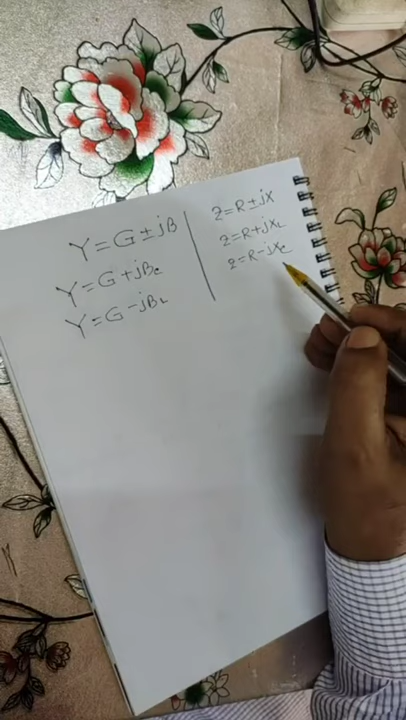 Y = G ± jB
Y = G + jBc
Y = G - jBL
Z = R ± jX
Z = R + jXL
Z = R - jXc